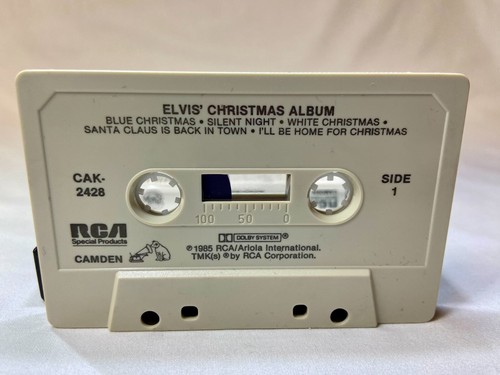 ELVIS' CHRISTMAS ALBUM
BLUE CHRISTMAS • SILENT NIGHT • WHITE CHRISTMAS •
SANTA CLAUS IS BACK IN TOWN • I'LL BE HOME FOR CHRISTMAS
CAK-
2428
SIDE
1
100 50 0
RCA
Special Products
CAMDEN
DOLBY SYSTEM ®
℗1985 RCA/Ariola International.
TMK(s) ® by RCA Corporation.